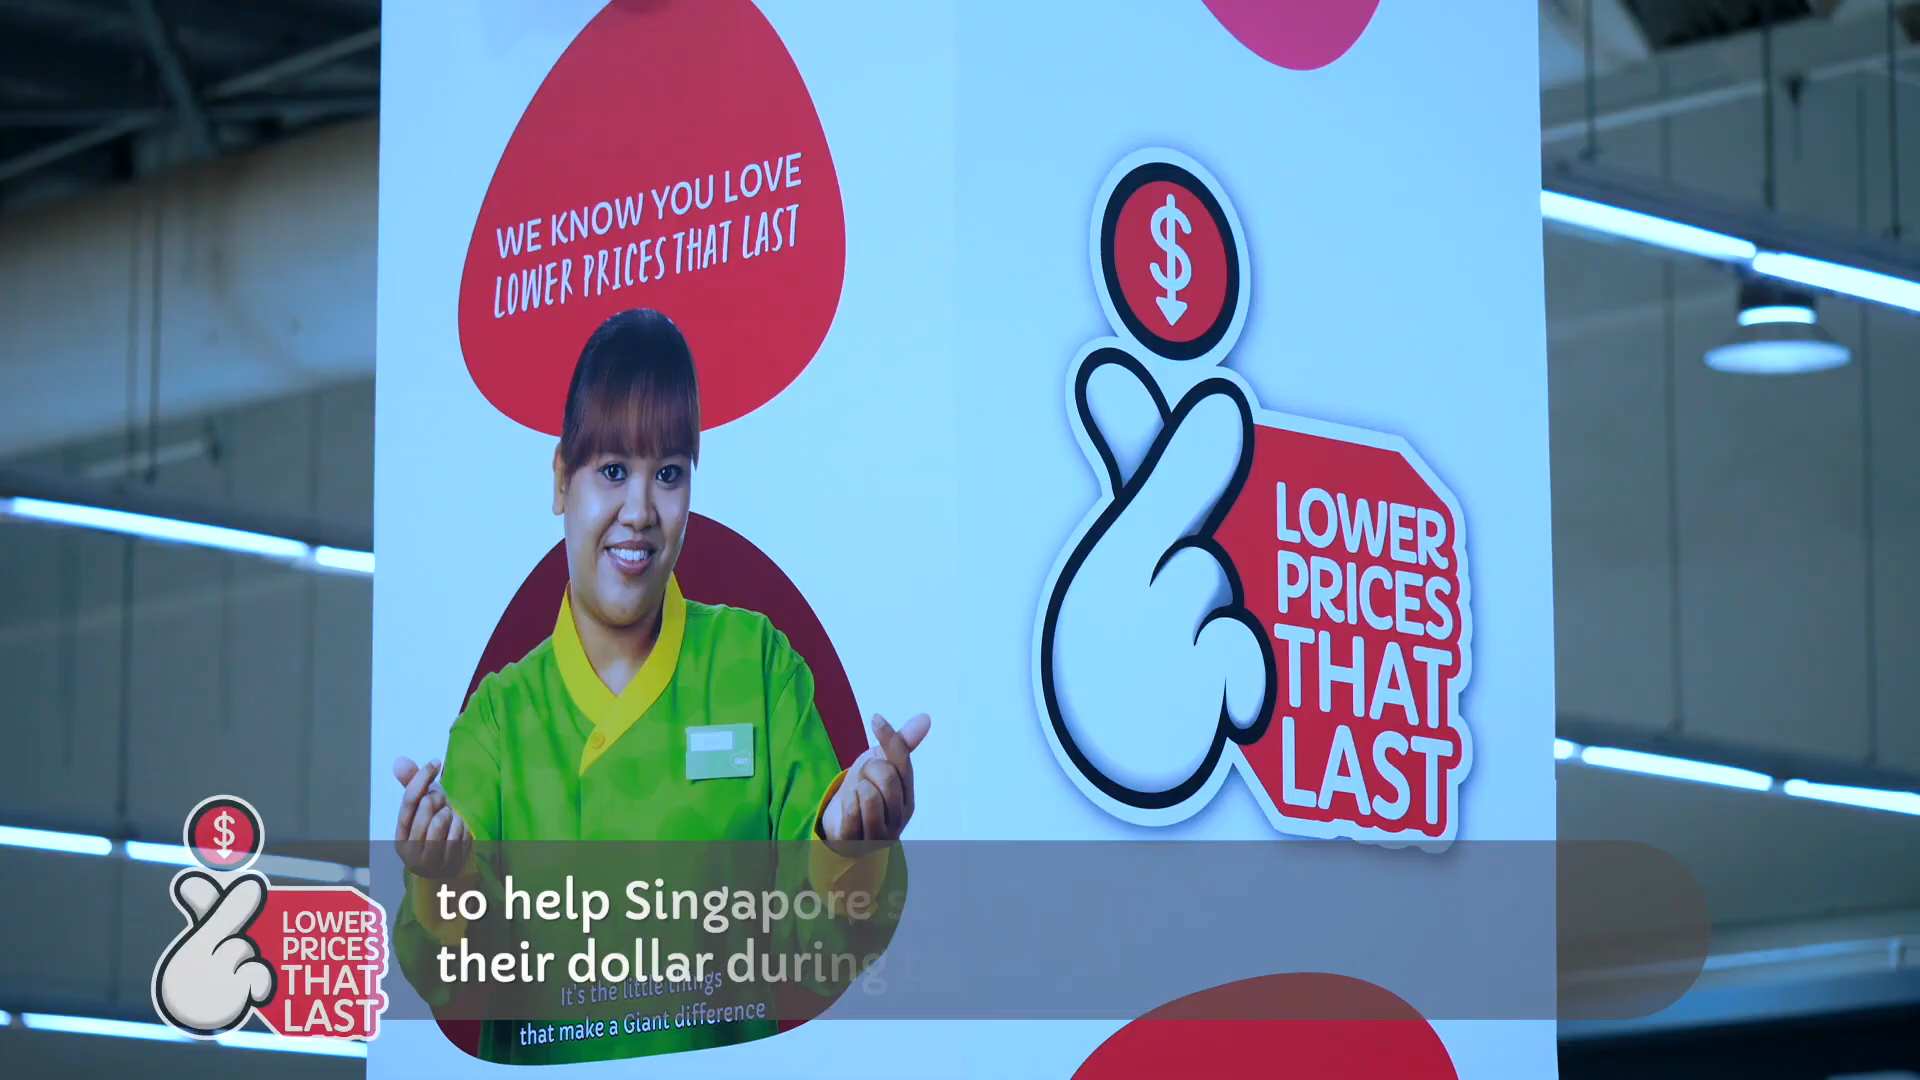 WE KNOW YOU LOVE
LOWER PRICES THAT LAST
$
LOWER
PRICES
THAT
LAST
$
LOWER
PRICES
THAT
LAST
to help Singapore s
their dollar during
It's the little things
that make a Giant difference